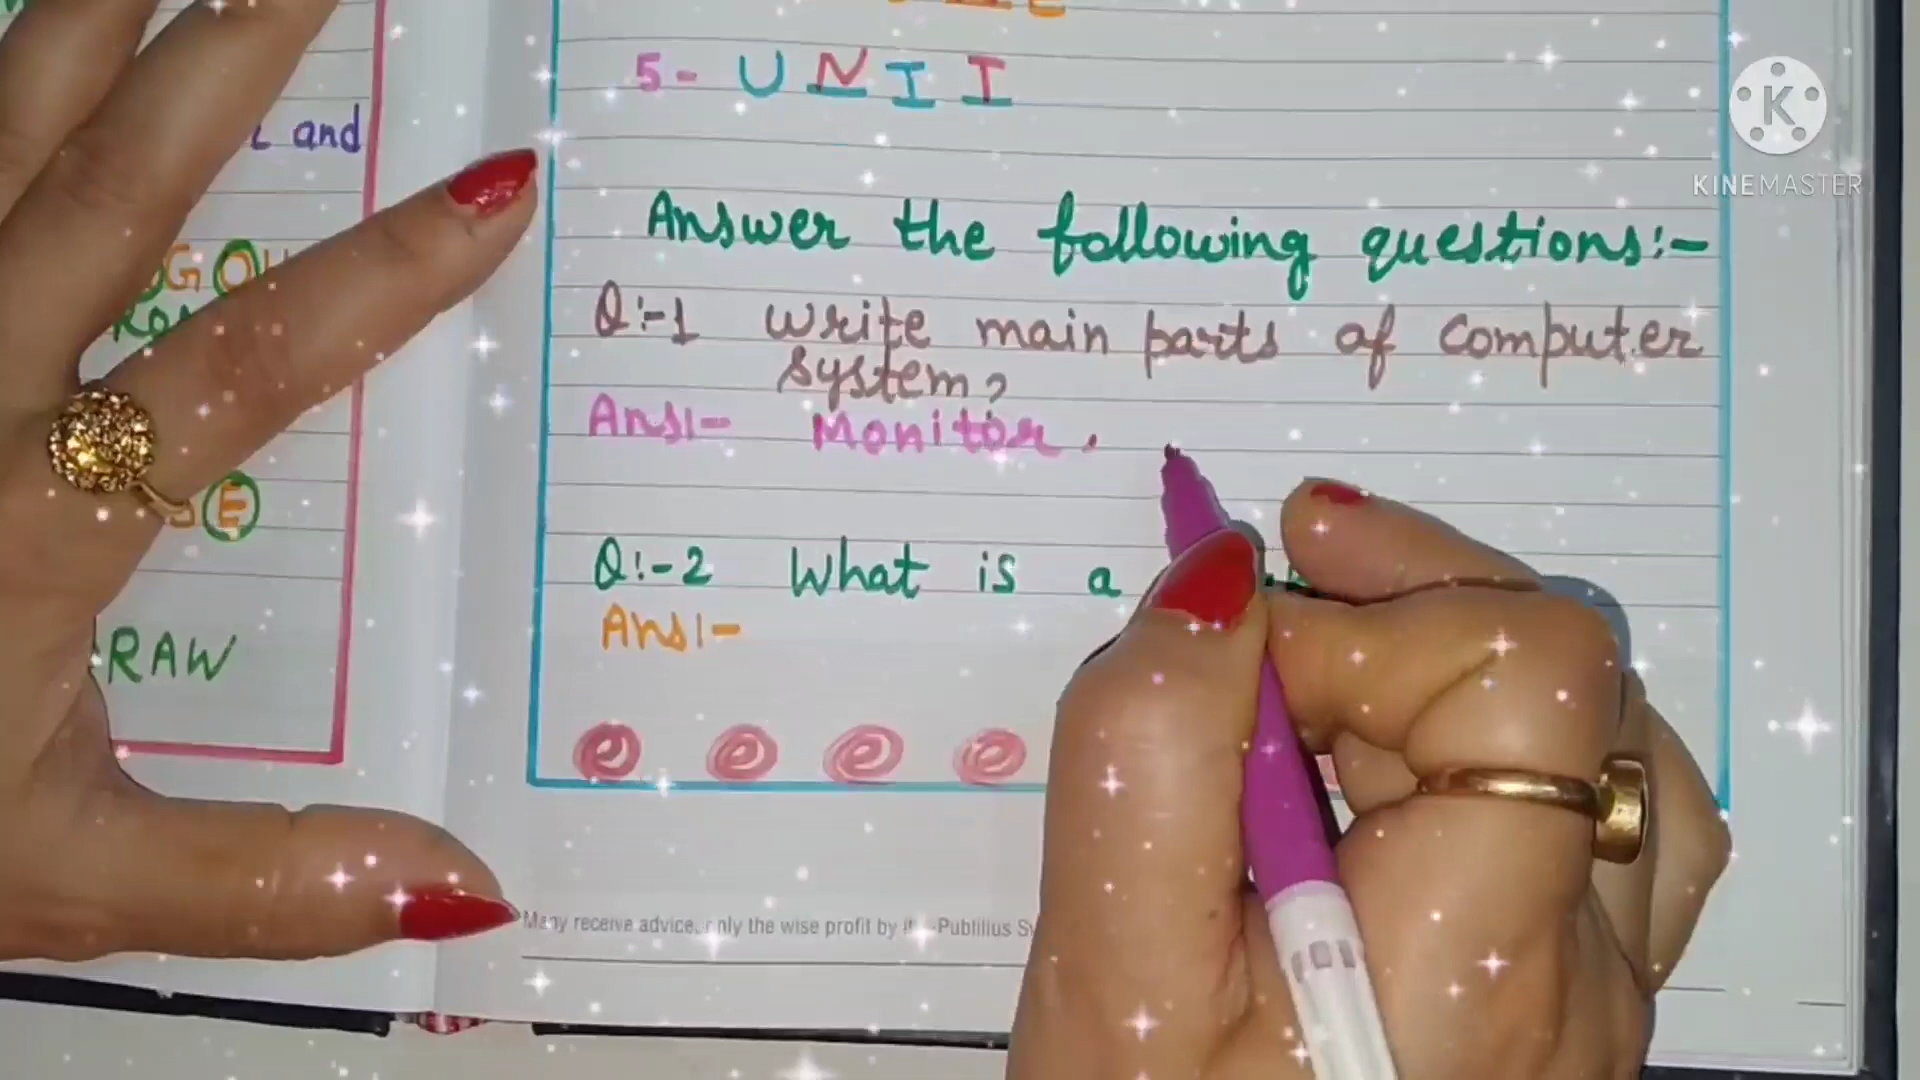 5- UNIT
and
Answer the following questions:-
Q:-1 Write main parts of computer
system?
Ans:- Monitor,
Q:-2 What is a
Ans:-
RAW
Many receive advice, only the wise profit by it -Publilius
KINEMASTER